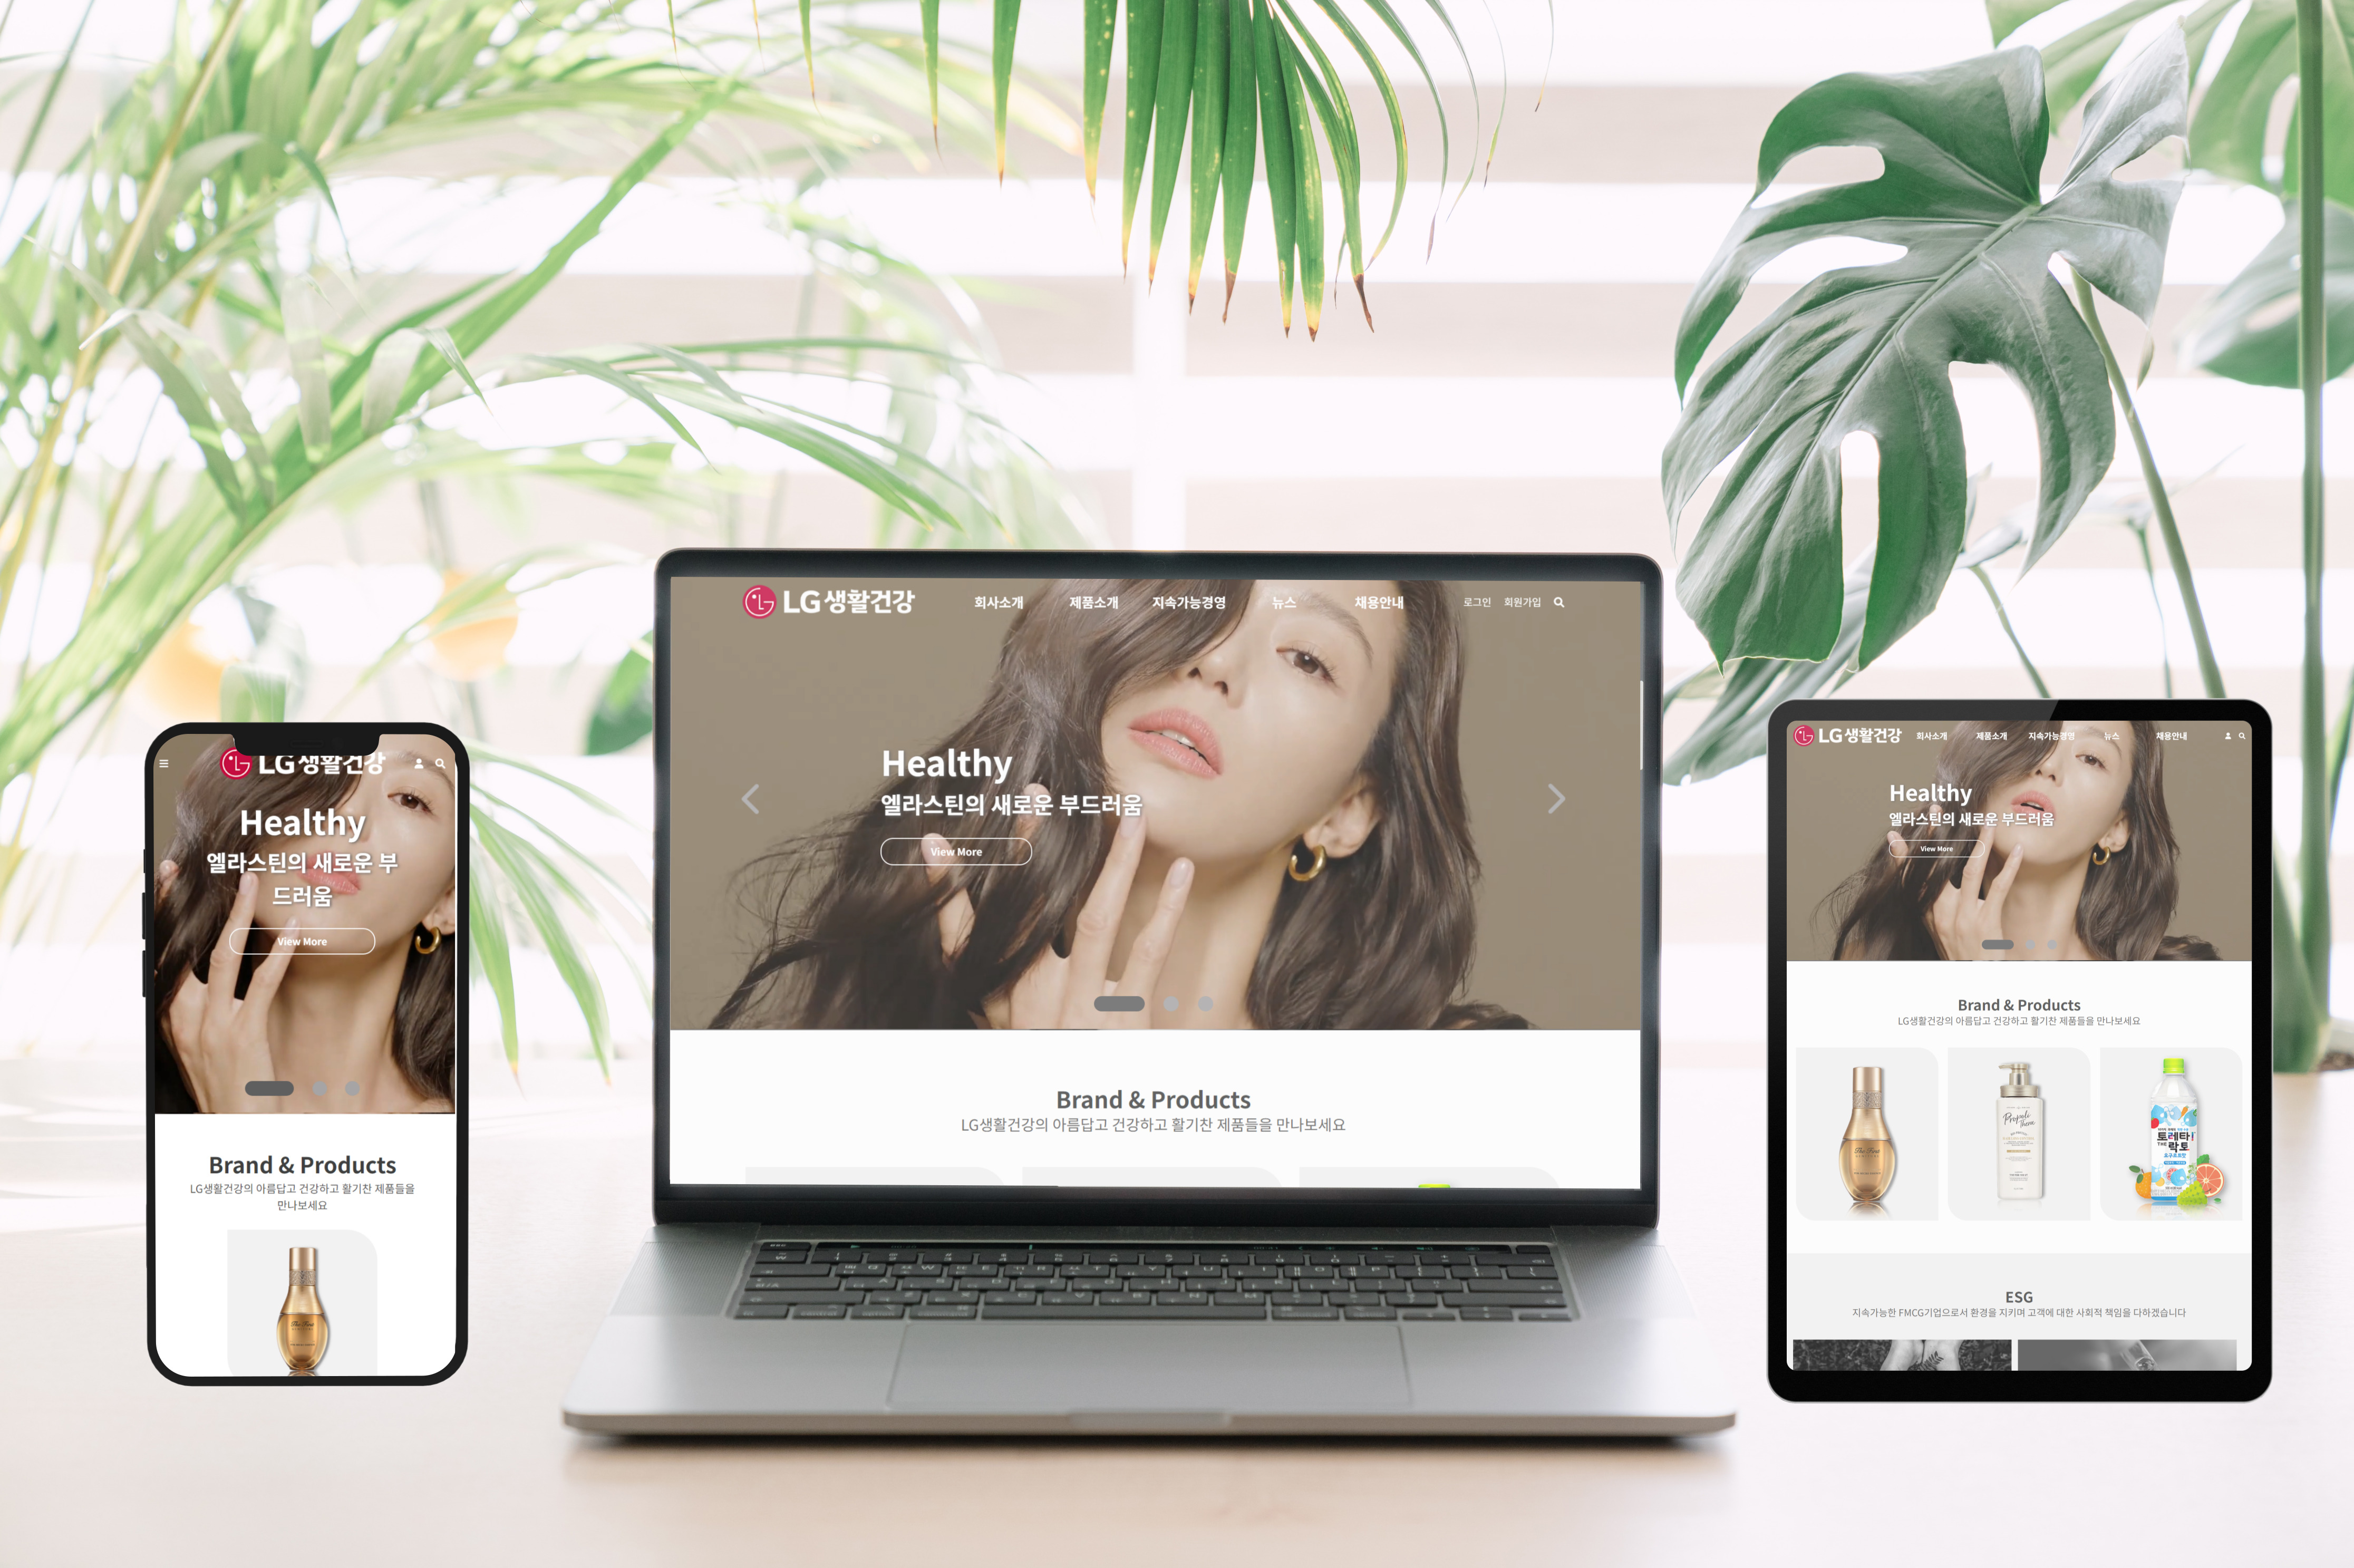 LG생활건강
Healthy
엘라스틴의 새로운 부
드러움
View More
Brand & Products
LG생활건강의 아름답고 건강하고 활기찬 제품들을
만나보세요
The First
LG생활건강 회사소개 제품소개 지속가능경영 뉴스 채용안내 로그인 회원가입
Healthy
엘라스틴의 새로운 부드러움
View More
Brand & Products
LG생활건강의 아름답고 건강하고 활기찬 제품들을 만나보세요
LG생활건강 회사소개 제품소개 지속가능경영 뉴스 채용안내
Healthy
엘라스틴의 새로운 부드러움
View More
Brand & Products
LG생활건강의 아름답고 건강하고 활기찬 제품들을 만나보세요
The First
Propoli
Thera
토레타!
THE 락토
ESG
지속가능한 FMCG기업으로서 환경을 지키며 고객에 대한 사회적 책임을 다하겠습니다